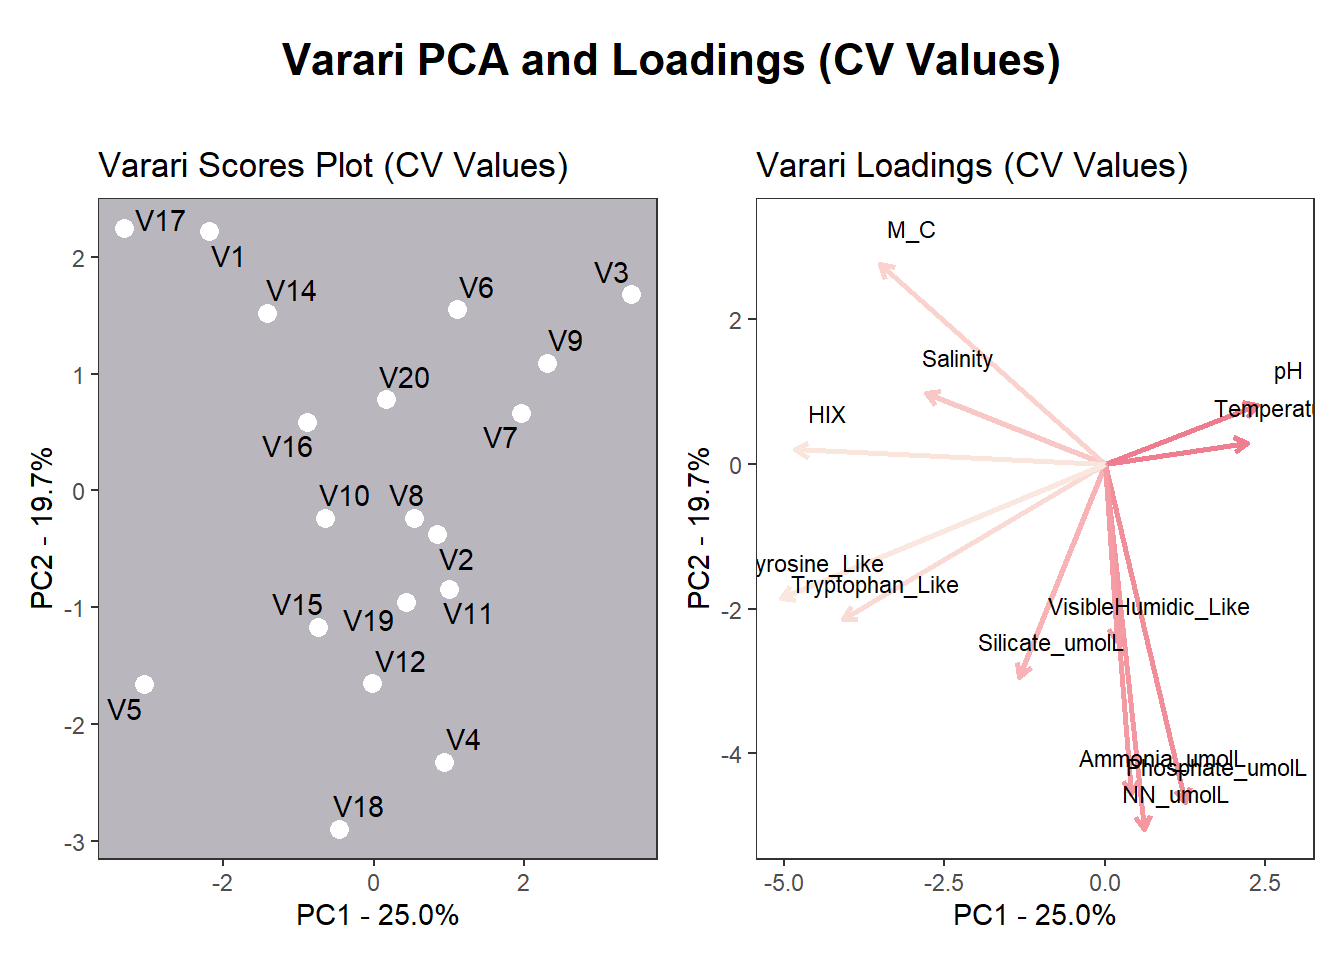 Varari PCA and Loadings (CV Values)
Varari Scores Plot (CV Values)
V17
V1
V14
V3
V6
V9
V20
V7
V16
V10
V8
V2
V15
V19
V11
V12
V5
V4
V18
2
1
0
-1
-2
-3
-2
0
2
PC1 - 25.0%
PC2 - 19.7%
Varari Loadings (CV Values)
M_C
Salinity
pH
HIX
Temperatu
yrosine_Like
Tryptophan_Like
VisibleHumidic_Like
Silicate_umolL
Ammonia_umolL
Phosphate_umolL
NN_umolL
2
0
-2
-4
-5.0
-2.5
0.0
2.5
PC1 - 25.0%
PC2 - 19.7%